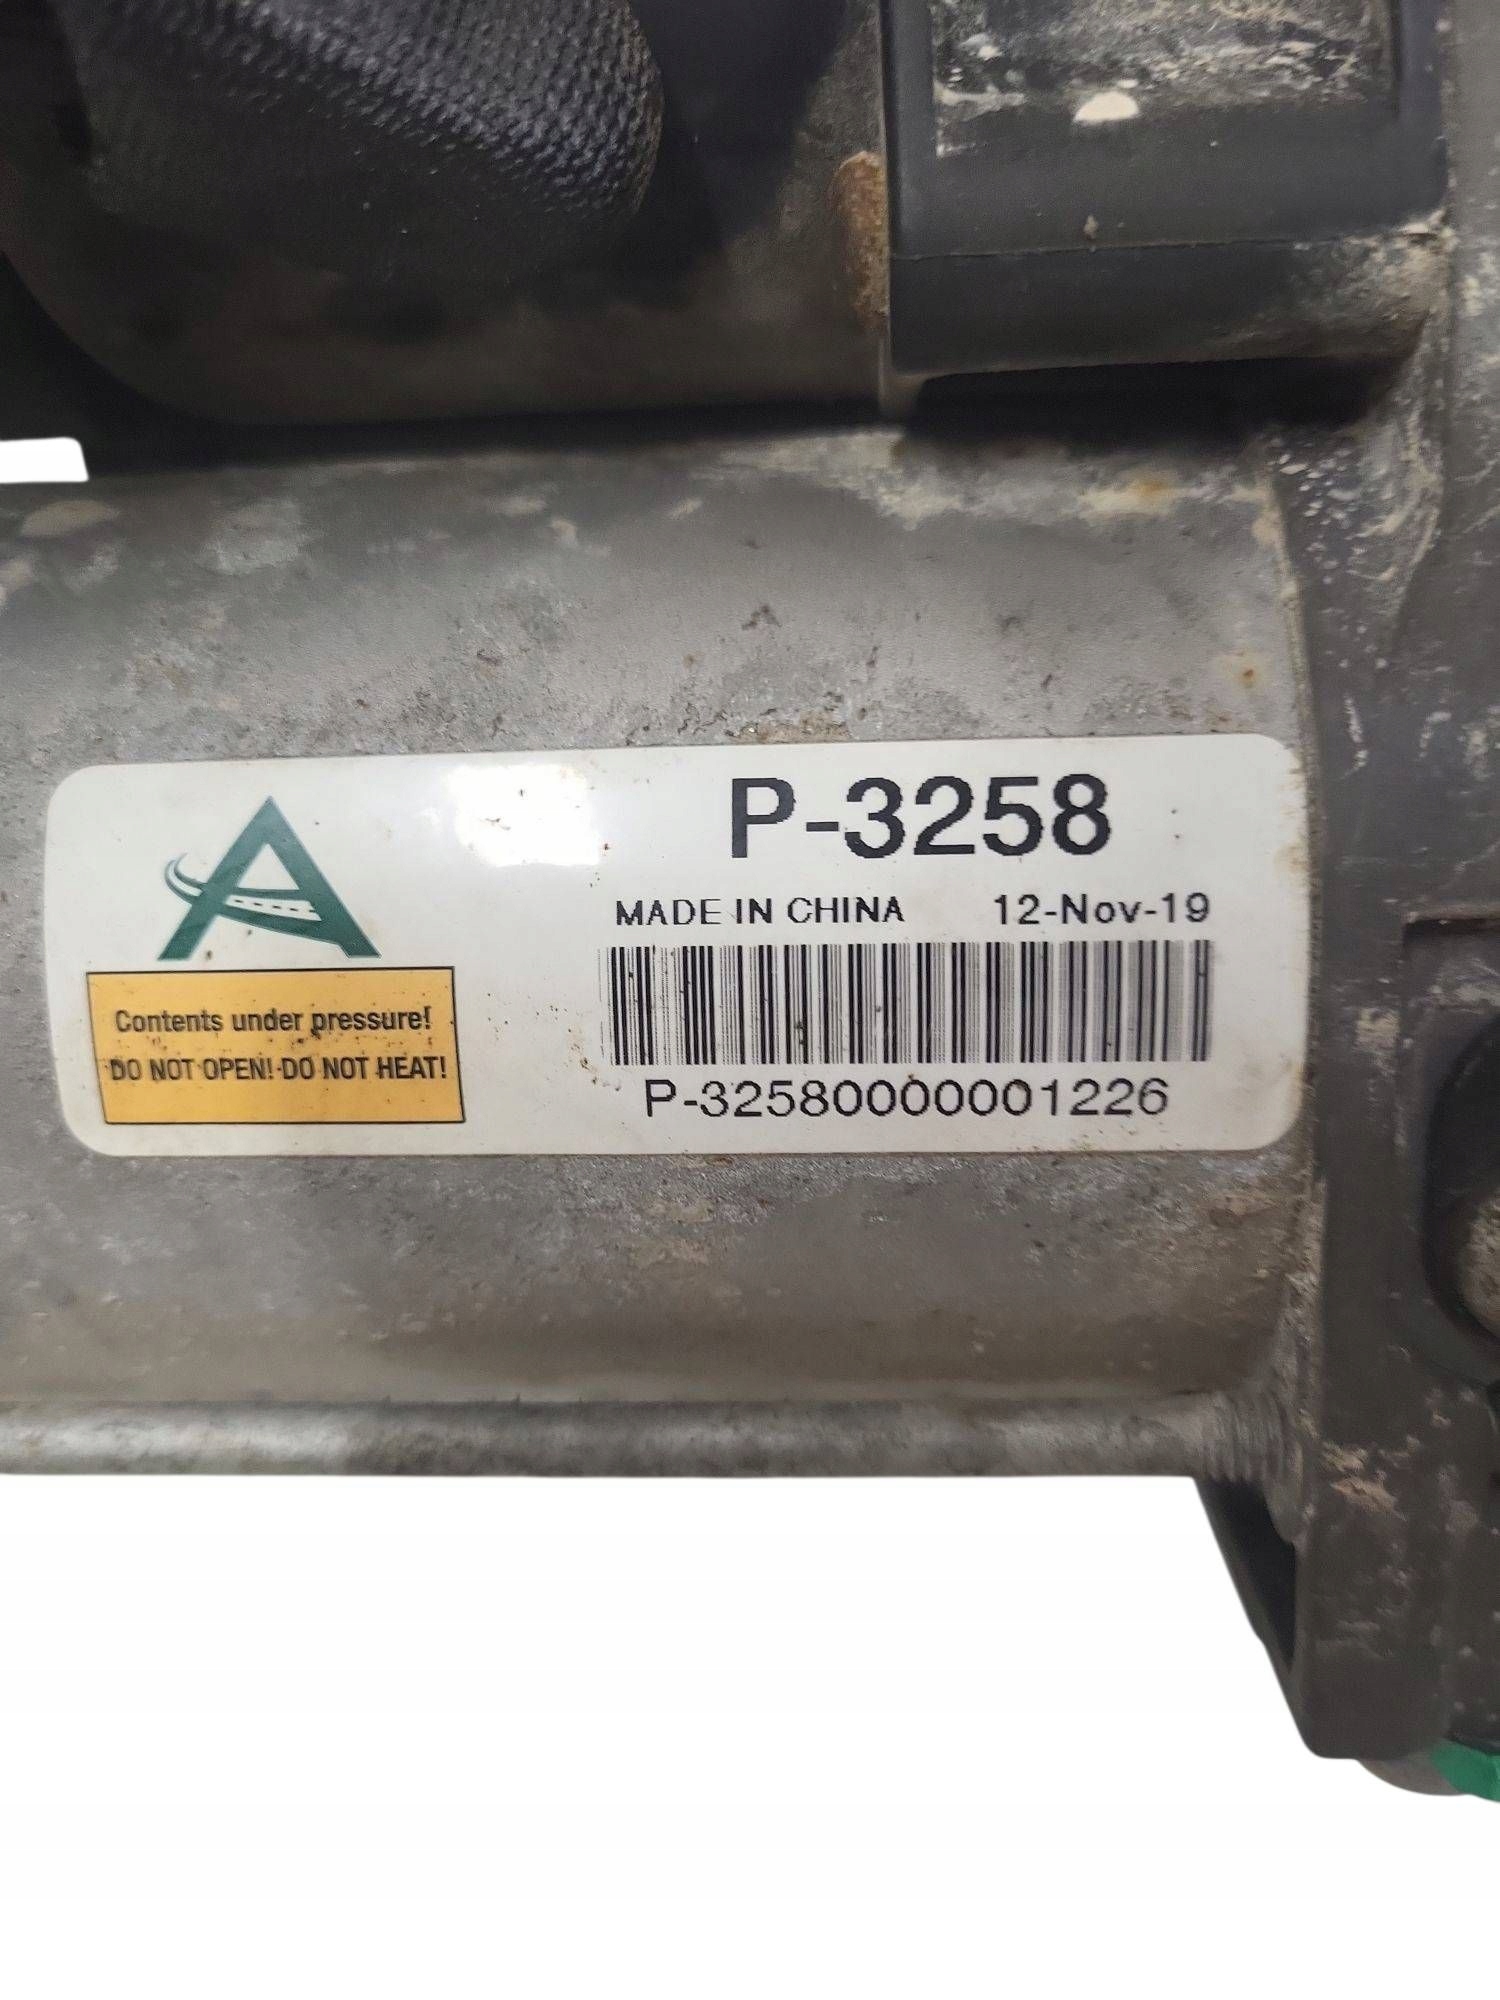 P-3258
MADE IN CHINA 12-Nov-19
P-32580000001226
Contents under pressure!
DO NOT OPEN! DO NOT HEAT!